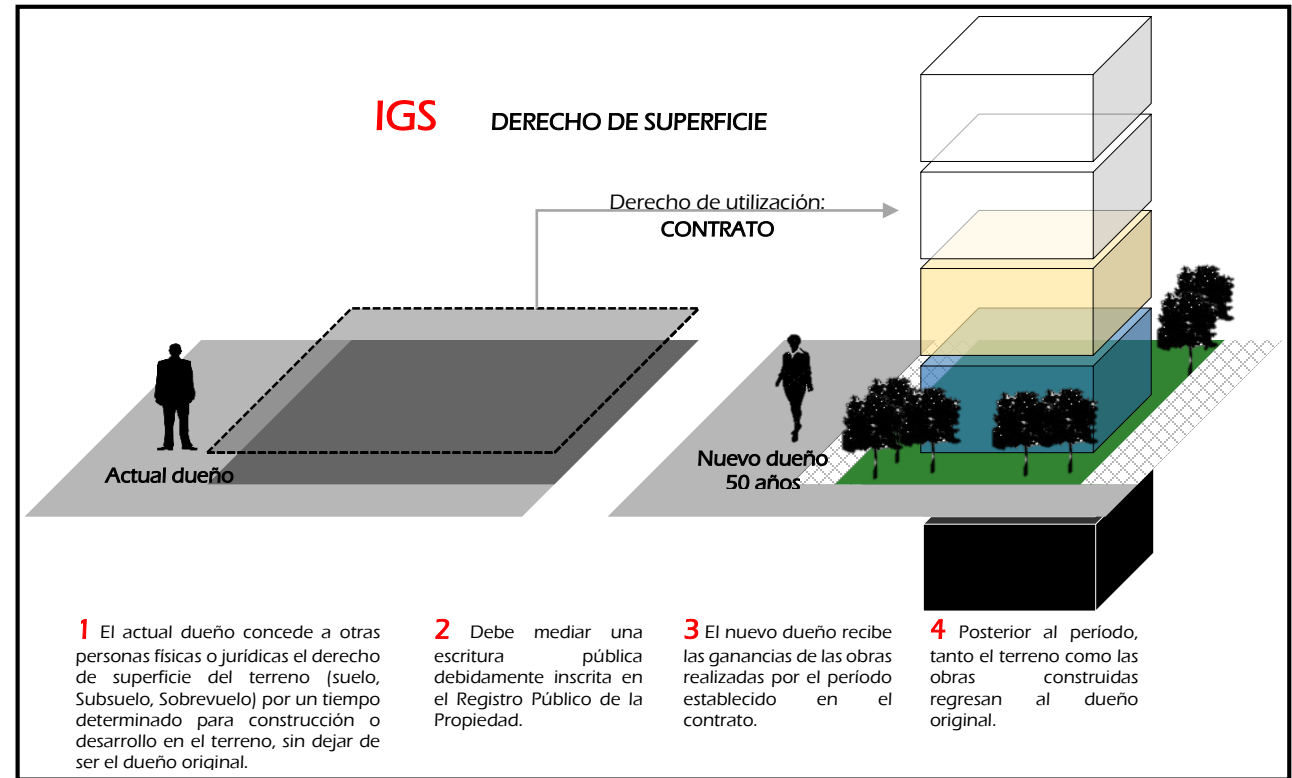 IGS DERECHO DE SUPERFICIE
Derecho de utilización:
CONTRATO
Actual dueño
Nuevo dueño
50 años
1 El actual dueño concede a otras
personas físicas o jurídicas el derecho
de superficie del terreno (suelo,
Subsuelo, Sobrevuelo) por un tiempo
determinado para construcción o
desarrollo en el terreno, sin dejar de
ser el dueño original.
2 Debe mediar una
escritura pública
debidamente inscrita en
el Registro Público de la
Propiedad.
3 El nuevo dueño recibe
las ganancias de las obras
realizadas por el período
establecido en el
contrato.
4 Posterior al período,
tanto el terreno como las
obras construidas
regresan al dueño
original.